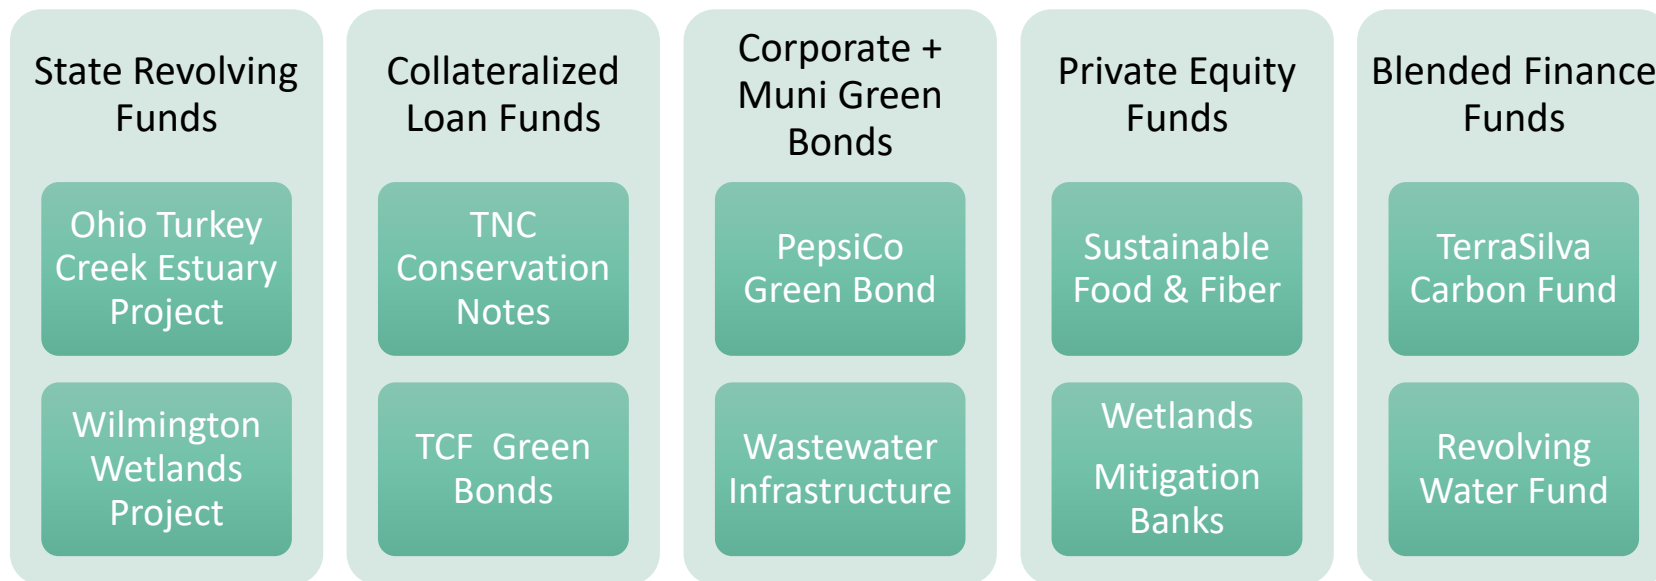 State Revolving
Funds
Ohio Turkey
Creek Estuary
Project
Wilmington
Wetlands
Project
Collateralized
Loan Funds
TNC
Conservation
Notes
TCF Green
Bonds
Corporate +
Muni Green
Bonds
PepsiCo
Green Bond
Wastewater
Infrastructure
Private Equity
Funds
Sustainable
Food & Fiber
Wetlands
Mitigation
Banks
Blended Finance
Funds
TerraSilva
Carbon Fund
Revolving
Water Fund